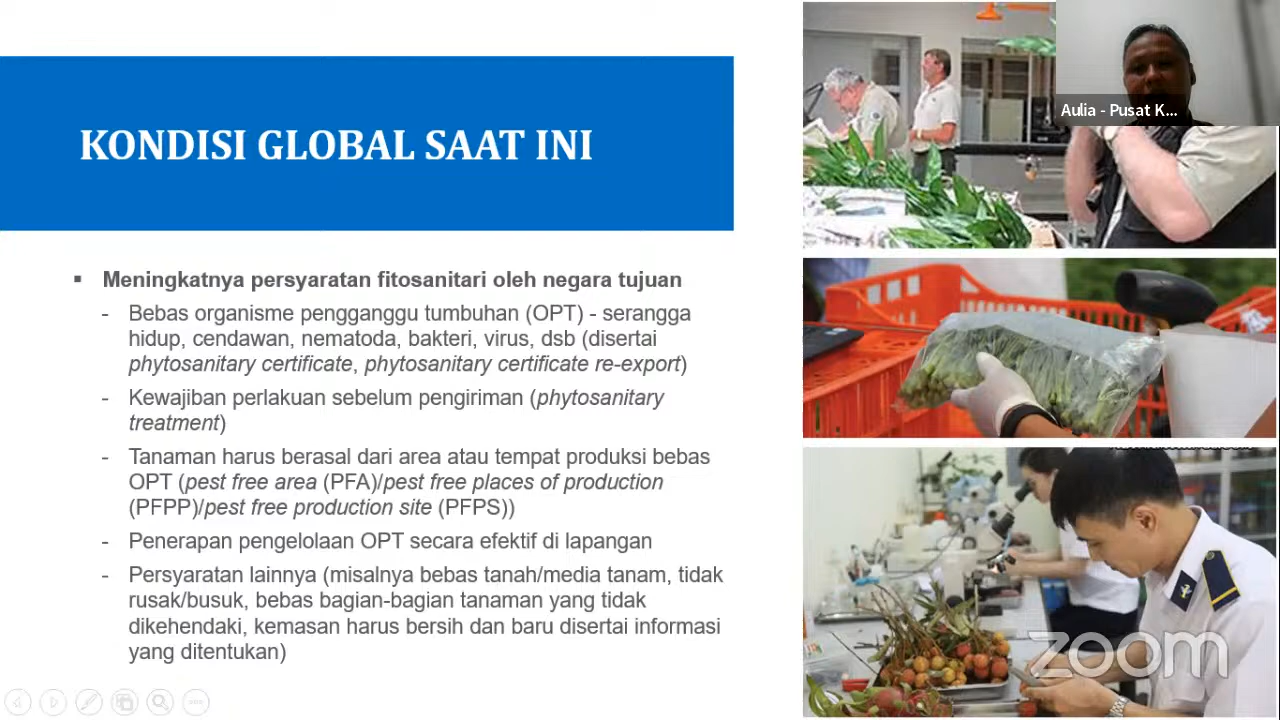 KONDISI GLOBAL SAAT INI
Aulia - Pusat K...
▪ Meningkatnya persyaratan fitosanitari oleh negara tujuan
- Bebas organisme pengganggu tumbuhan (OPT) - serangga
hidup, cendawan, nematoda, bakteri, virus, dsb (disertai
phytosanitary certificate, phytosanitary certificate re-export)
- Kewajiban perlakuan sebelum pengiriman (phytosanitary
treatment)
- Tanaman harus berasal dari area atau tempat produksi bebas
OPT (pest free area (PFA)/pest free places of production
(PFPP)/pest free production site (PFPS))
- Penerapan pengelolaan OPT secara efektif di lapangan
- Persyaratan lainnya (misalnya bebas tanah/media tanam, tidak
rusak/busuk, bebas bagian-bagian tanaman yang tidak
dikehendaki, kemasan harus bersih dan baru disertai informasi
yang ditentukan)
zoom